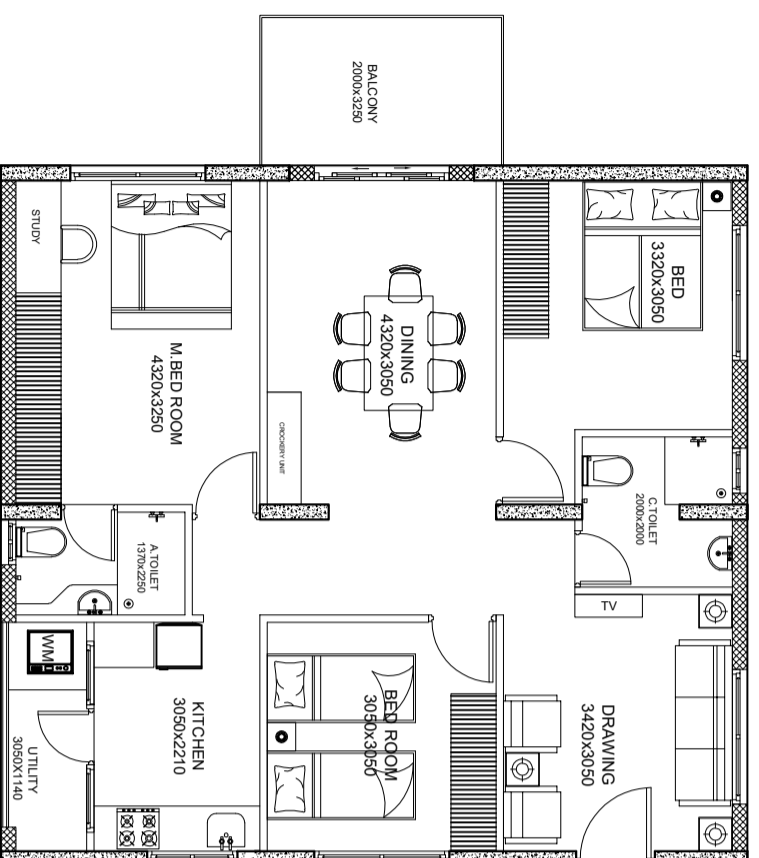 BALCONY
2000x3250
STUDY
M.BED ROOM
4320x3250
DINING
4320x3050
CROCKERY UNIT
BED
3320x3050
C.TOILET
2000x2000
A.TOILET
1370x2250
TV
WM
UTILITY
3050X1140
KITCHEN
3050x2210
BED ROOM
3050x3050
DRAWING
3420x3050